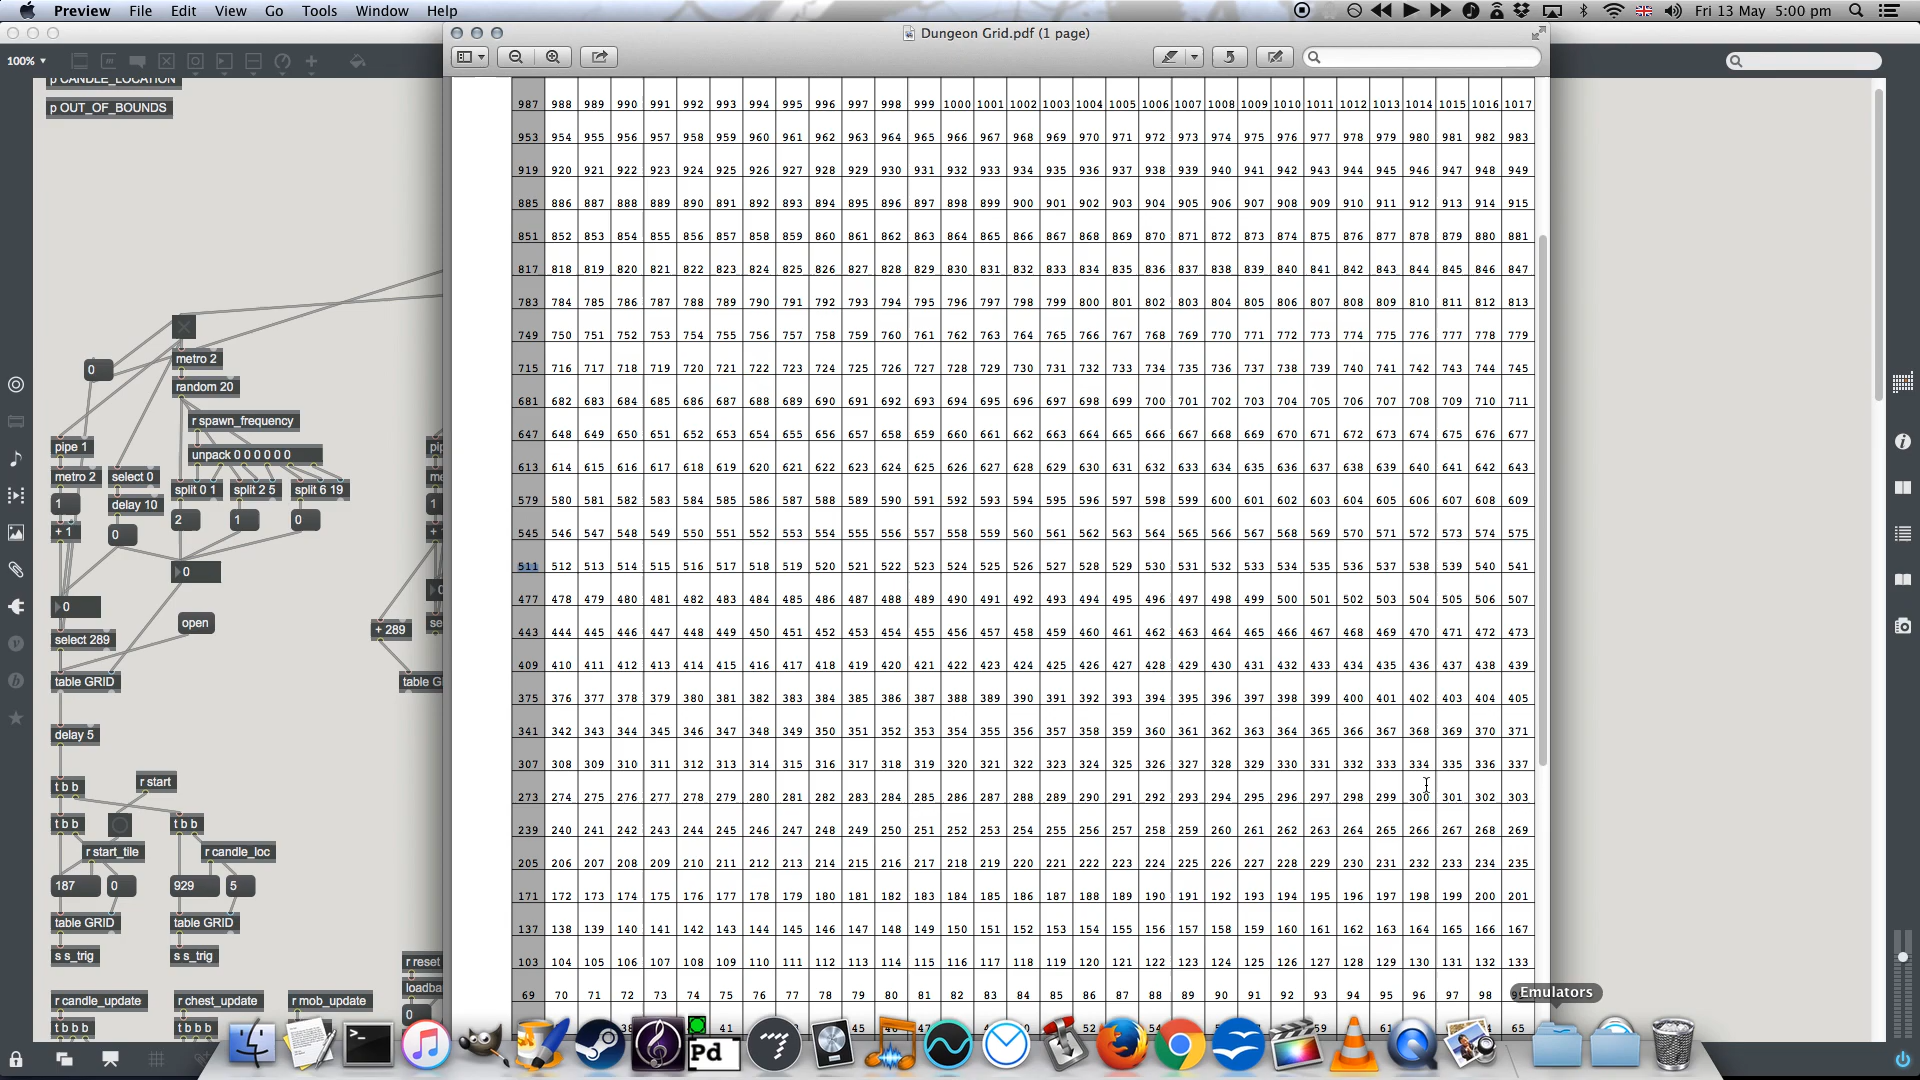 Preview File Edit View Go Tools Window Help Fri 13 May 5:00 pm
Dungeon Grid.pdf (1 page)
100%
p CANDLE_LOCATION
p OUT_OF_BOUNDS
0
metro 2
random 20
r spawn_frequency
pipe 1
unpack 0 0 0 0 0 0
metro 2 select 0
split 0 1 split 2 5 split 6 19
1 delay 10
2 1 0
+ 1 0
0
0
open
+ 289
select 289
table GRID
delay 5
r start
t b b
t b b t b b
r start_tile r candle_loc
187 0 929 5
table GRID table GRID
s s_trig s s_trig
r reset
r candle_update r chest_update r mob_update
0
t b b b t b b b
987 988 989 990 991 992 993 994 995 996 997 998 999 1000 1001 1002 1003 1004 1005 1006 1007 1008 1009 1010 1011 1012 1013 1014 1015 1016 1017
953 954 955 956 957 958 959 960 961 962 963 964 965 966 967 968 969 970 971 972 973 974 975 976 977 978 979 980 981 982 983
919 920 921 922 923 924 925 926 927 928 929 930 931 932 933 934 935 936 937 938 939 940 941 942 943 944 945 946 947 948 949
885 886 887 888 889 890 891 892 893 894 895 896 897 898 899 900 901 902 903 904 905 906 907 908 909 910 911 912 913 914 915
851 852 853 854 855 856 857 858 859 860 861 862 863 864 865 866 867 868 869 870 871 872 873 874 875 876 877 878 879 880 881
817 818 819 820 821 822 823 824 825 826 827 828 829 830 831 832 833 834 835 836 837 838 839 840 841 842 843 844 845 846 847
783 784 785 786 787 788 789 790 791 792 793 794 795 796 797 798 799 800 801 802 803 804 805 806 807 808 809 810 811 812 813
749 750 751 752 753 754 755 756 757 758 759 760 761 762 763 764 765 766 767 768 769 770 771 772 773 774 775 776 777 778 779
715 716 717 718 719 720 721 722 723 724 725 726 727 728 729 730 731 732 733 734 735 736 737 738 739 740 741 742 743 744 745
681 682 683 684 685 686 687 688 689 690 691 692 693 694 695 696 697 698 699 700 701 702 703 704 705 706 707 708 709 710 711
647 648 649 650 651 652 653 654 655 656 657 658 659 660 661 662 663 664 665 666 667 668 669 670 671 672 673 674 675 676 677
613 614 615 616 617 618 619 620 621 622 623 624 625 626 627 628 629 630 631 632 633 634 635 636 637 638 639 640 641 642 643
579 580 581 582 583 584 585 586 587 588 589 590 591 592 593 594 595 596 597 598 599 600 601 602 603 604 605 606 607 608 609
545 546 547 548 549 550 551 552 553 554 555 556 557 558 559 560 561 562 563 564 565 566 567 568 569 570 571 572 573 574 575
511 512 513 514 515 516 517 518 519 520 521 522 523 524 525 526 527 528 529 530 531 532 533 534 535 536 537 538 539 540 541
477 478 479 480 481 482 483 484 485 486 487 488 489 490 491 492 493 494 495 496 497 498 499 500 501 502 503 504 505 506 507
443 444 445 446 447 448 449 450 451 452 453 454 455 456 457 458 459 460 461 462 463 464 465 466 467 468 469 470 471 472 473
409 410 411 412 413 414 415 416 417 418 419 420 421 422 423 424 425 426 427 428 429 430 431 432 433 434 435 436 437 438 439
375 376 377 378 379 380 381 382 383 384 385 386 387 388 389 390 391 392 393 394 395 396 397 398 399 400 401 402 403 404 405
341 342 343 344 345 346 347 348 349 350 351 352 353 354 355 356 357 358 359 360 361 362 363 364 365 366 367 368 369 370 371
307 308 309 310 311 312 313 314 315 316 317 318 319 320 321 322 323 324 325 326 327 328 329 330 331 332 333 334 335 336 337
273 274 275 276 277 278 279 280 281 282 283 284 285 286 287 288 289 290 291 292 293 294 295 296 297 298 299 300 301 302 303
239 240 241 242 243 244 245 246 247 248 249 250 251 252 253 254 255 256 257 258 259 260 261 262 263 264 265 266 267 268 269
205 206 207 208 209 210 211 212 213 214 215 216 217 218 219 220 221 222 223 224 225 226 227 228 229 230 231 232 233 234 235
171 172 173 174 175 176 177 178 179 180 181 182 183 184 185 186 187 188 189 190 191 192 193 194 195 196 197 198 199 200 201
137 138 139 140 141 142 143 144 145 146 147 148 149 150 151 152 153 154 155 156 157 158 159 160 161 162 163 164 165 166 167
103 104 105 106 107 108 109 110 111 112 113 114 115 116 117 118 119 120 121 122 123 124 125 126 127 128 129 130 131 132 133
69 70 71 72 73 74 75 76 77 78 79 80 81 82 83 84 85 86 87 88 89 90 91 92 93 94 95 96 97 98
41 45 52 59 61 65
Emulators
Pd